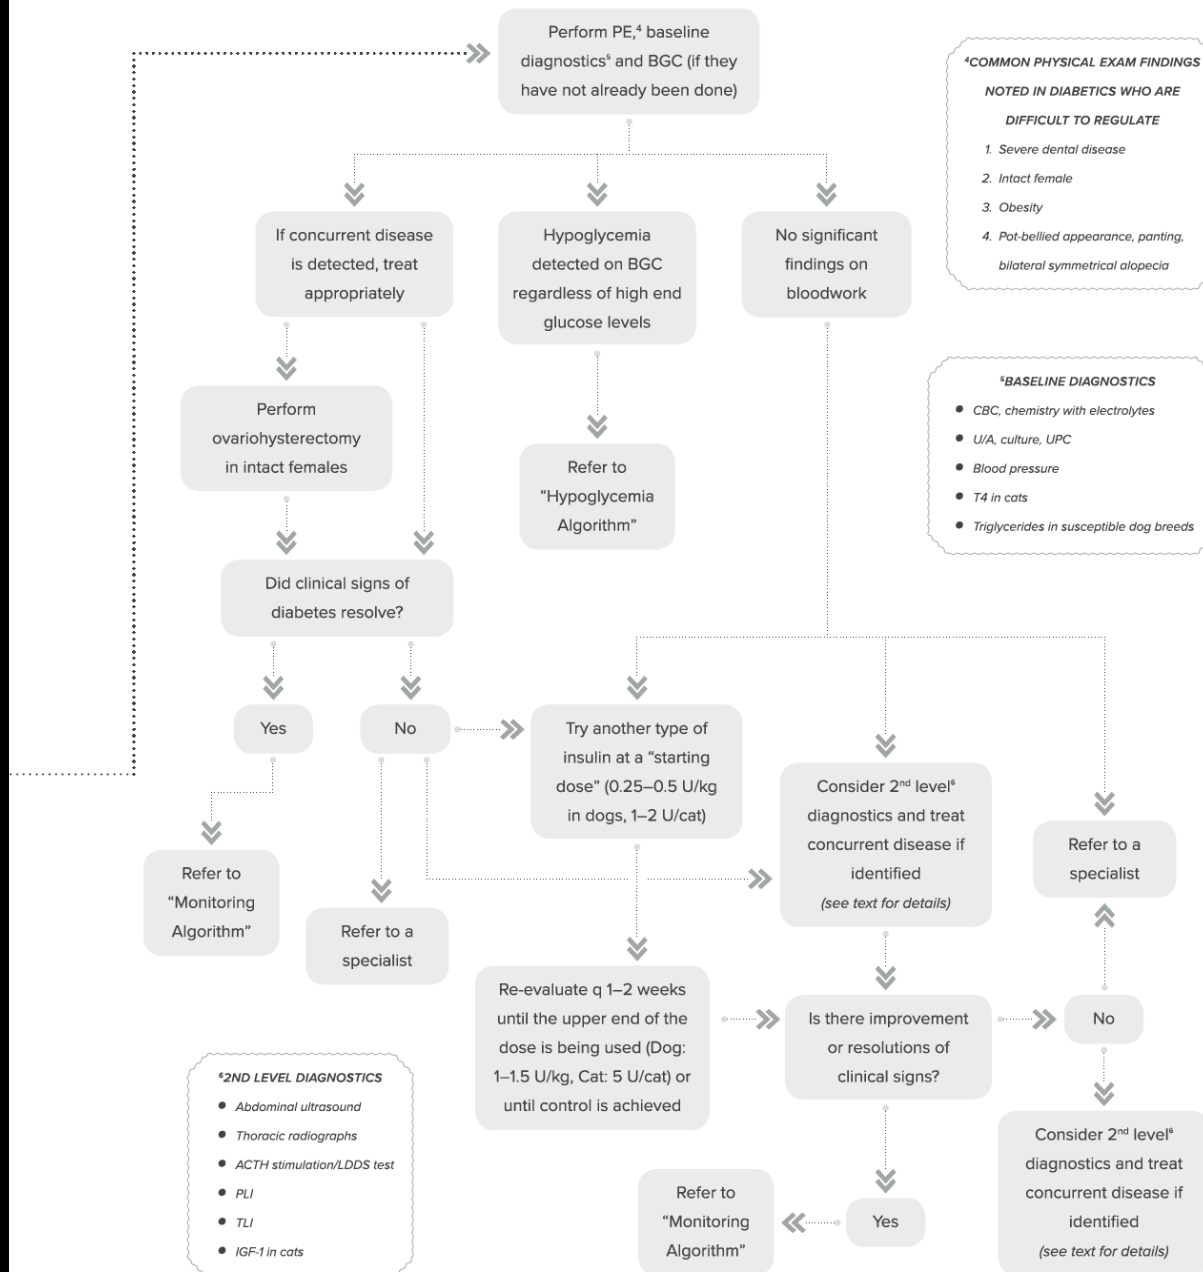 Perform PE,⁴ baseline
diagnostics⁵ and BGC (if they
have not already been done)
⁴COMMON PHYSICAL EXAM FINDINGS
NOTED IN DIABETICS WHO ARE
DIFFICULT TO REGULATE
1. Severe dental disease
2. Intact female
3. Obesity
4. Pot-bellied appearance, panting,
bilateral symmetrical alopecia
If concurrent disease
is detected, treat
appropriately
Hypoglycemia
detected on BGC
regardless of high end
glucose levels
No significant
findings on
bloodwork
⁵BASELINE DIAGNOSTICS
• CBC, chemistry with electrolytes
• U/A, culture, UPC
• Blood pressure
• T4 in cats
• Triglycerides in susceptible dog breeds
Perform
ovariohysterectomy
in intact females
Refer to
“Hypoglycemia
Algorithm”
Did clinical signs of
diabetes resolve?
Yes
No
Try another type of
insulin at a “starting
dose” (0.25–0.5 U/kg
in dogs, 1–2 U/cat)
Consider 2nd level⁶
diagnostics and treat
concurrent disease if
identified
(see text for details)
Refer to a
specialist
Refer to
“Monitoring
Algorithm”
Refer to a
specialist
Re-evaluate q 1–2 weeks
until the upper end of the
dose is being used (Dog:
1–1.5 U/kg, Cat: 5 U/cat) or
until control is achieved
Is there improvement
or resolutions of
clinical signs?
No
⁶2ND LEVEL DIAGNOSTICS
• Abdominal ultrasound
• Thoracic radiographs
• ACTH stimulation/LDDS test
• PLI
• TLI
• IGF-1 in cats
Refer to
“Monitoring
Algorithm”
Yes
Consider 2nd level⁶
diagnostics and treat
concurrent disease if
identified
(see text for details)